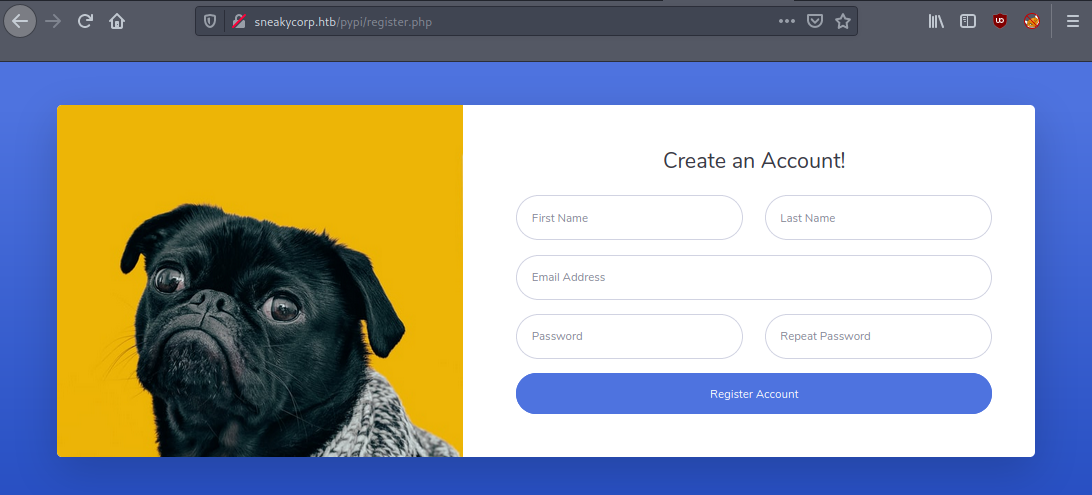 sneakycorp.htb/pypi/register.php
UD
Create an Account!
First Name
Last Name
Email Address
Password
Repeat Password
Register Account